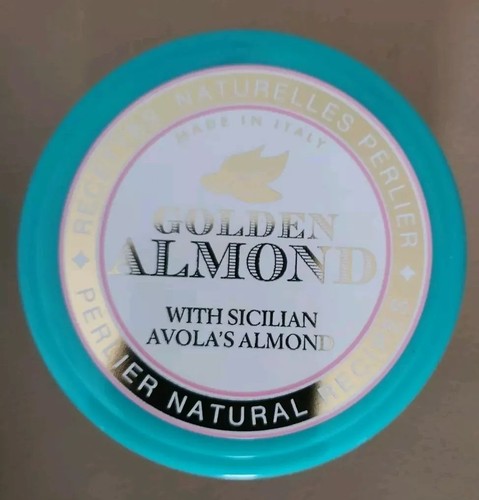 RECETTES NATURELLES PERLIER
MADE IN ITALY
GOLDEN
ALMOND
WITH SICILIAN
AVOLA'S ALMOND
PERLIER NATURAL RECIPES